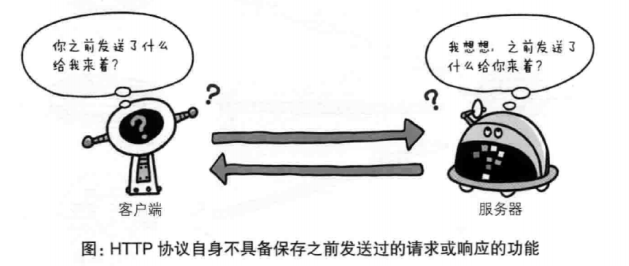 你之前发送了什么
给我来着？
我想想，之前发送了
什么给你来着？
?
?
?
?
客户端
服务器
图：HTTP 协议自身不具备保存之前发送过的请求或响应的功能